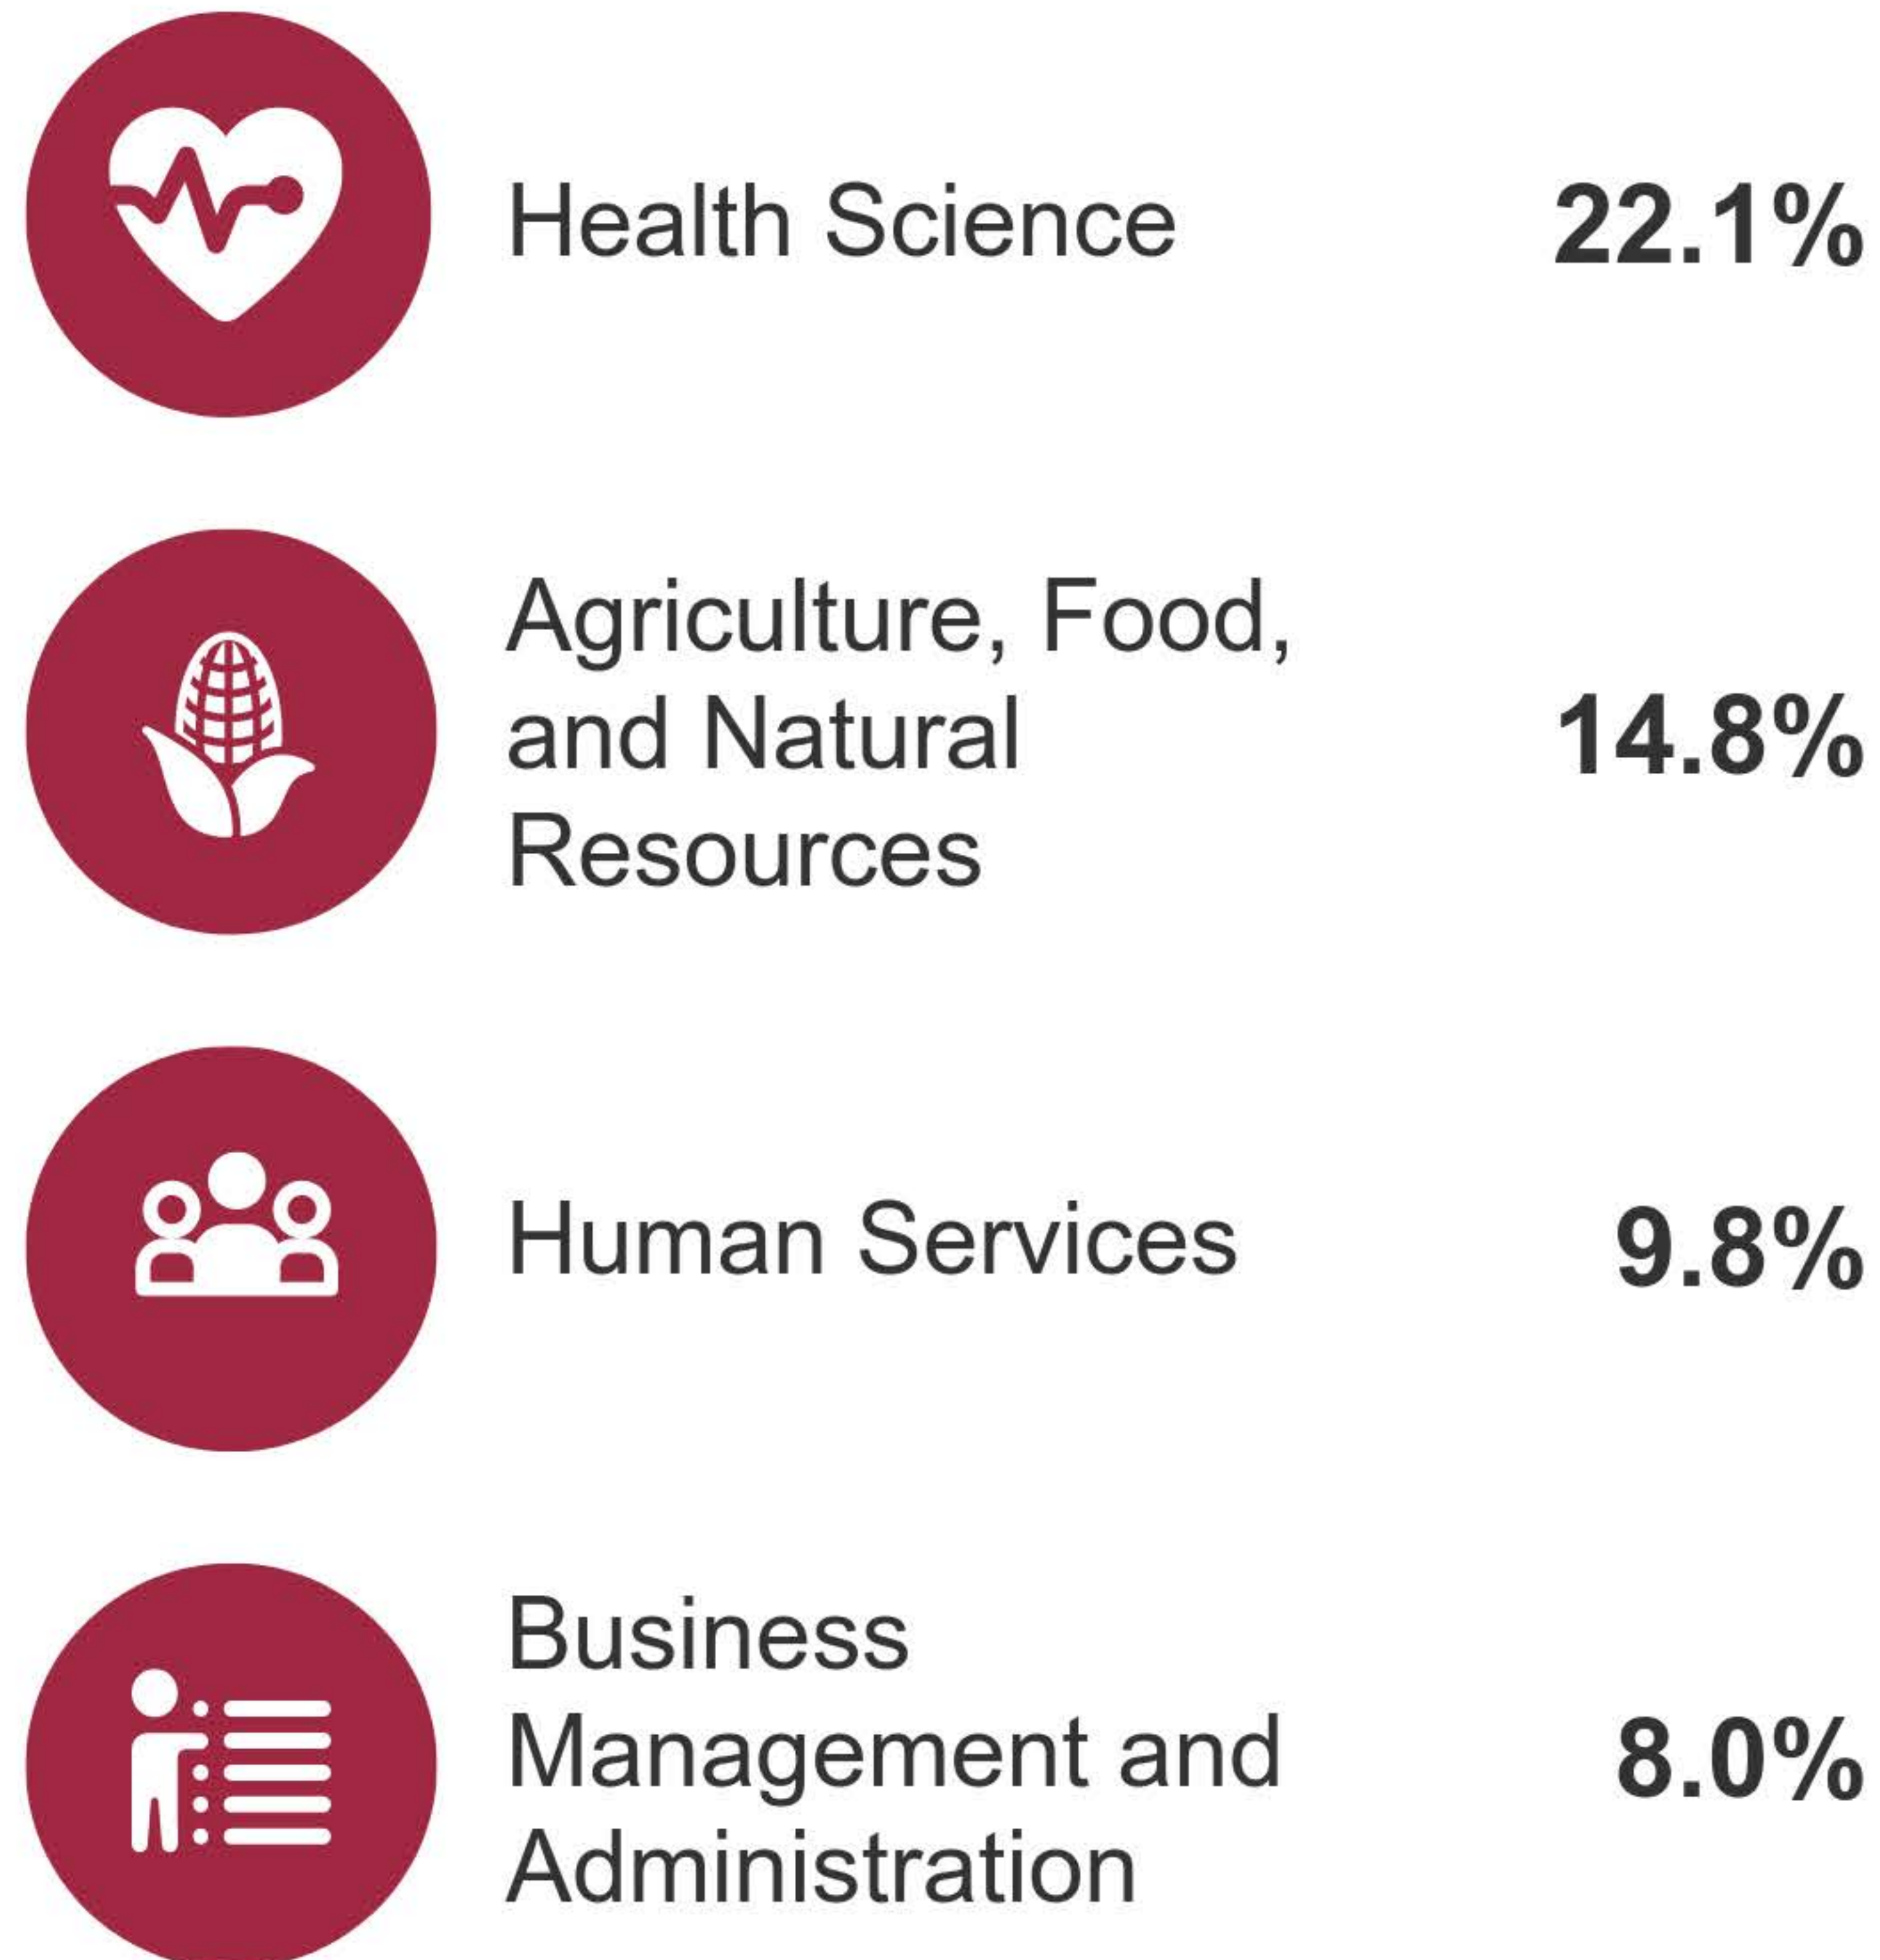 Health Science 22.1%
Agriculture, Food,
and Natural 14.8%
Resources
Human Services 9.8%
Business
Management and 8.0%
Administration